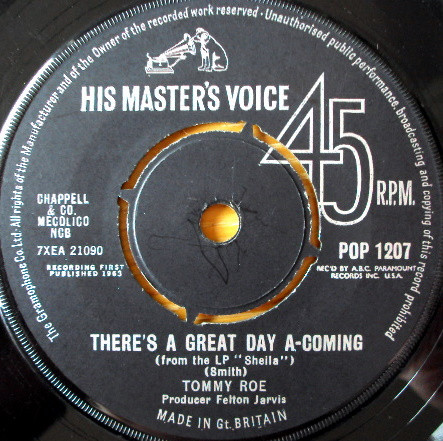 The Gramophone Co. Ltd · All rights of the Manufacturer and of the Owner of the recorded work reserved · Unauthorised public performance, broadcasting and copying of this record prohibited
HIS MASTER'S VOICE
45 R.P.M.
CHAPPELL
& CO.
MECOLICO
NCB
7XEA 21090
RECORDING FIRST
PUBLISHED 1963
POP 1207
REC'D BY A.B.C. PARAMOUNT
RECORDS INC. U.S.A.
THERE'S A GREAT DAY A-COMING
(from the LP "Sheila")
(Smith)
TOMMY ROE
Producer Felton Jarvis
MADE IN Gt. BRITAIN